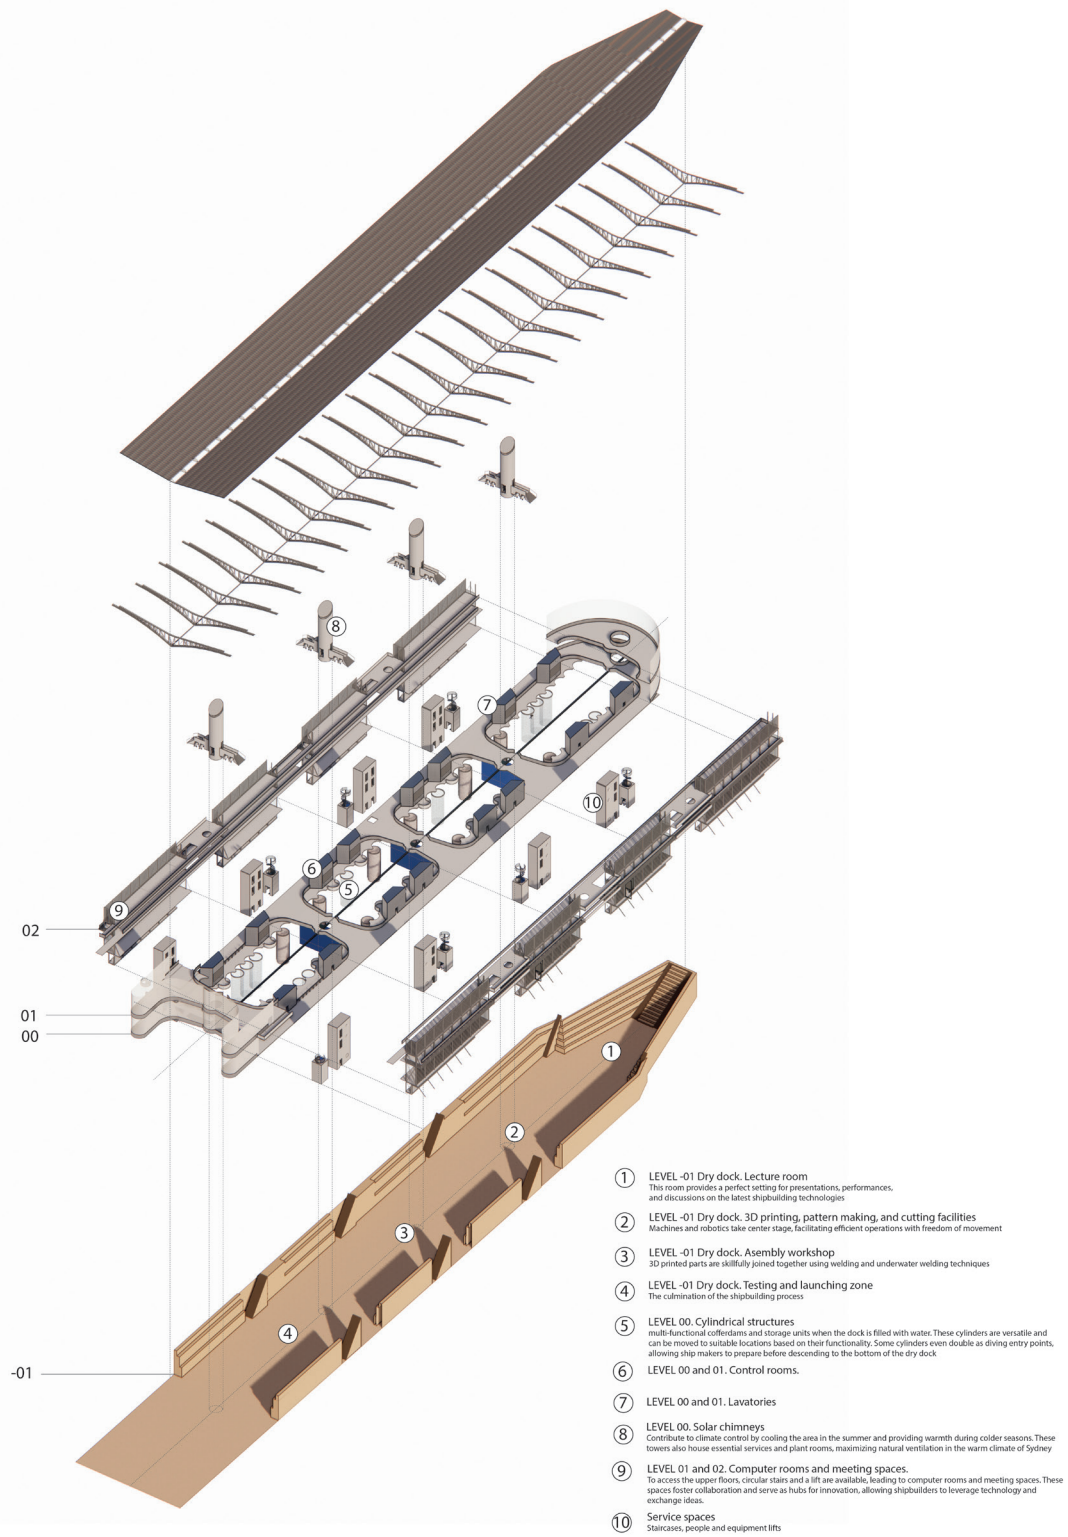 8
7
10
6
5
9
02
01
00
1
2
3
4
-01
1 LEVEL -01 Dry dock. Lecture room
This room provides a perfect setting for presentations, performances,
and discussions on the latest shipbuilding technologies
2 LEVEL -01 Dry dock. 3D printing, pattern making, and cutting facilities
Machines and robotics take center stage, facilitating efficient operations with freedom of movement
3 LEVEL -01 Dry dock. Asembly workshop
3D printed parts are skillfully joined together using welding and underwater welding techniques
4 LEVEL -01 Dry dock. Testing and launching zone
The culmination of the shipbuilding process
5 LEVEL 00. Cylindrical structures
multi-functional cofferdams and storage units when the dock is filled with water. These cylinders are versatile and
can be moved to suitable locations based on their functionality. Some cylinders even double as diving entry points,
allowing ship makers to prepare before descending to the bottom of the dry dock
6 LEVEL 00 and 01. Control rooms.
7 LEVEL 00 and 01. Lavatories
8 LEVEL 00. Solar chimneys
Contribute to climate control by cooling the area in the summer and providing warmth during colder seasons. These
towers also house essential services and plant rooms, maximizing natural ventilation in the warm climate of Sydney
9 LEVEL 01 and 02. Computer rooms and meeting spaces.
To access the upper floors, circular stairs and a lift are available, leading to computer rooms and meeting spaces. These
spaces foster collaboration and serve as hubs for innovation, allowing shipbuilders to leverage technology and
exchange ideas.
10 Service spaces
Staircases, people and equipment lifts